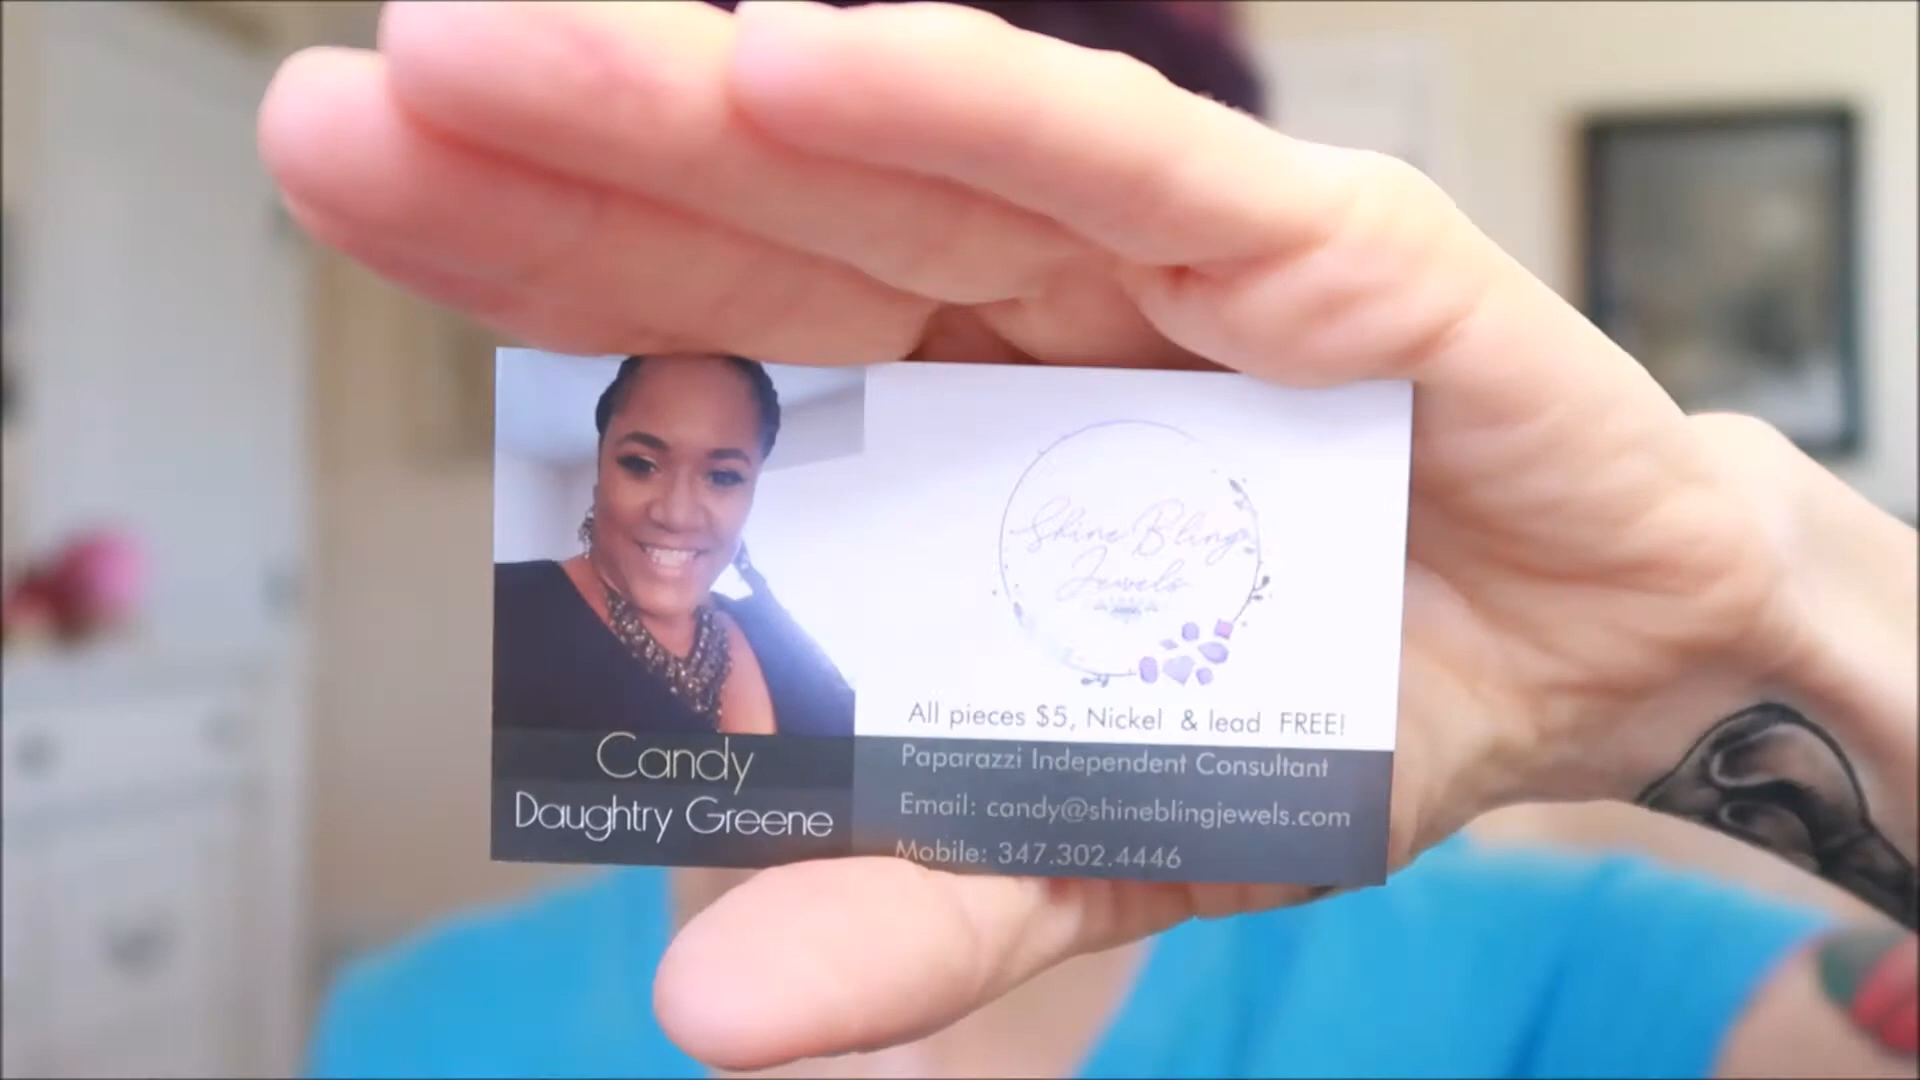 Candy
Daughtry Greene
Shine Bling
Jewels
All pieces $5, Nickel & lead FREE!
Paparazzi Independent Consultant
Email: candy@shineblingjewels.com
Mobile: 347.302.4446